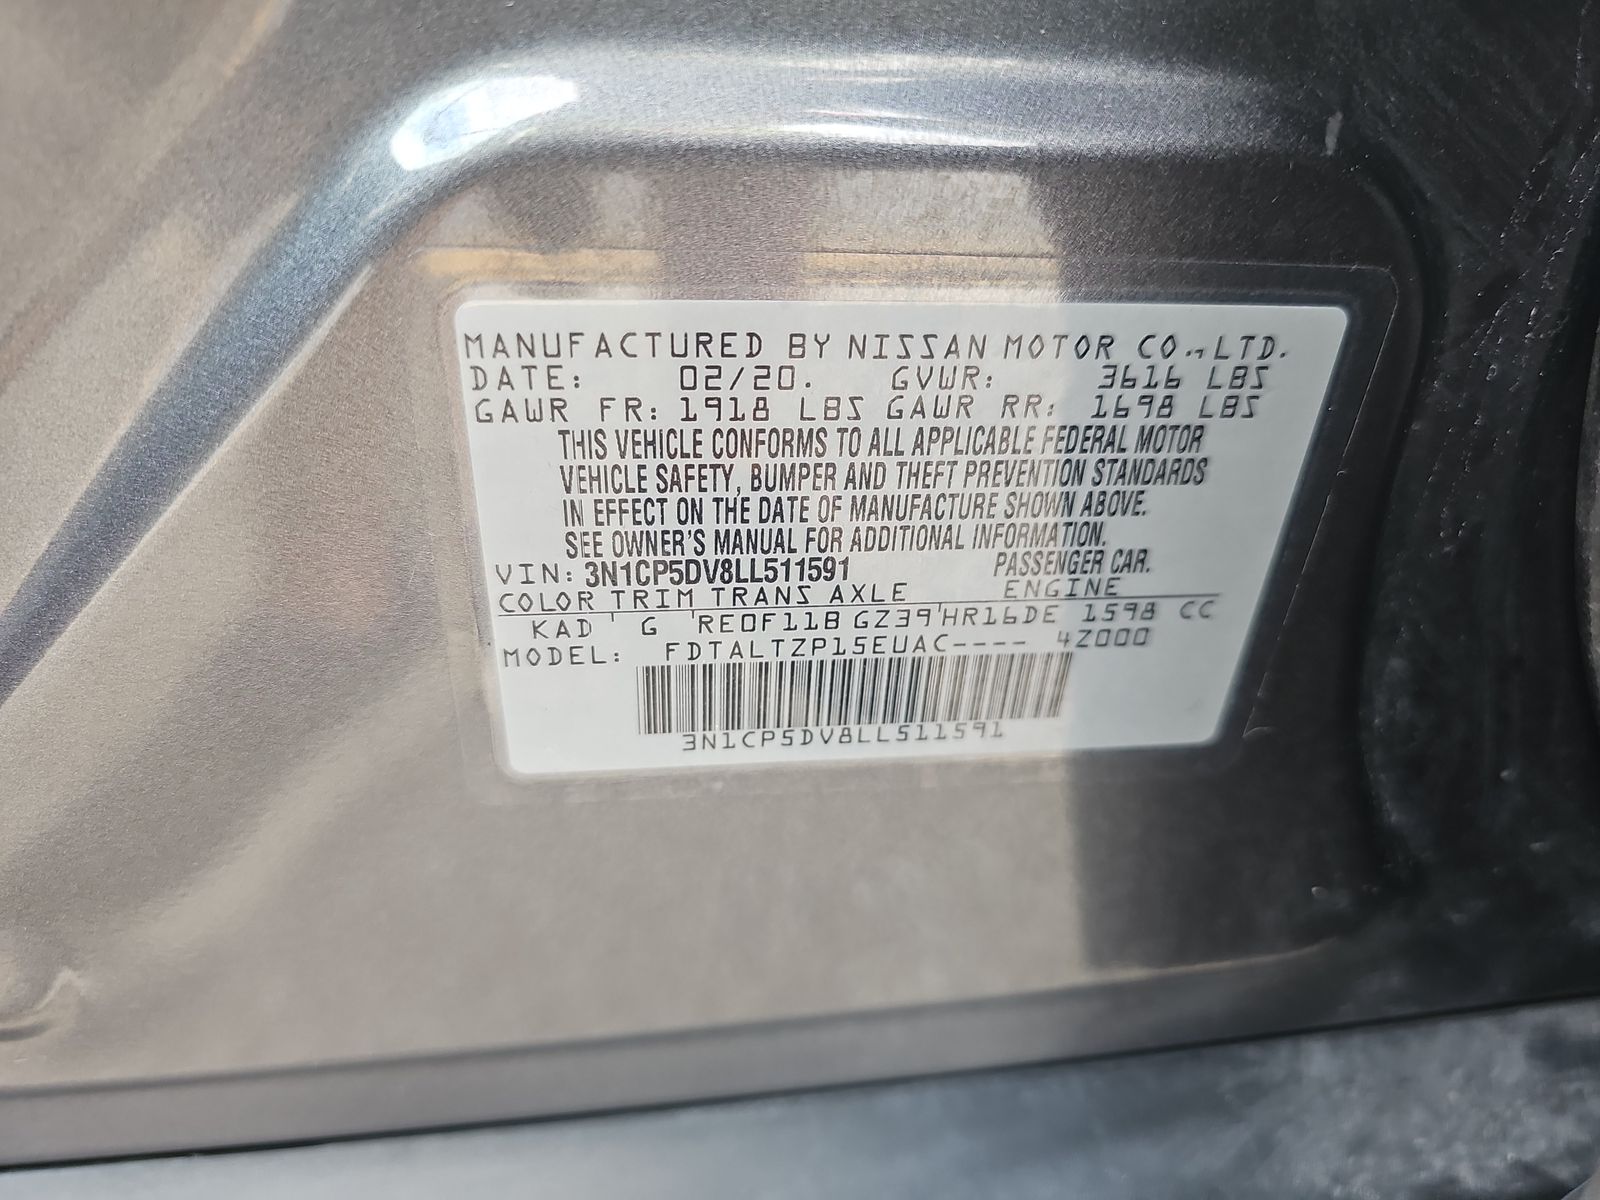 MANUFACTURED BY NISSAN MOTOR CO., LTD.
DATE: 02/20. GVWR: 3616 LBS
GAWR FR: 1918 LBS GAWR RR: 1698 LBS
THIS VEHICLE CONFORMS TO ALL APPLICABLE FEDERAL MOTOR
VEHICLE SAFETY, BUMPER AND THEFT PREVENTION STANDARDS
IN EFFECT ON THE DATE OF MANUFACTURE SHOWN ABOVE.
SEE OWNER'S MANUAL FOR ADDITIONAL INFORMATION.
VIN: 3N1CP5DV8LL511591 PASSENGER CAR.
COLOR TRIM TRANS AXLE ENGINE
KAD ' G 'RE0F11B GZ39'HR16DE 1598 CC
MODEL: FDTALTZP15EUAC---- 4Z000
3N1CP5DV8LL511591